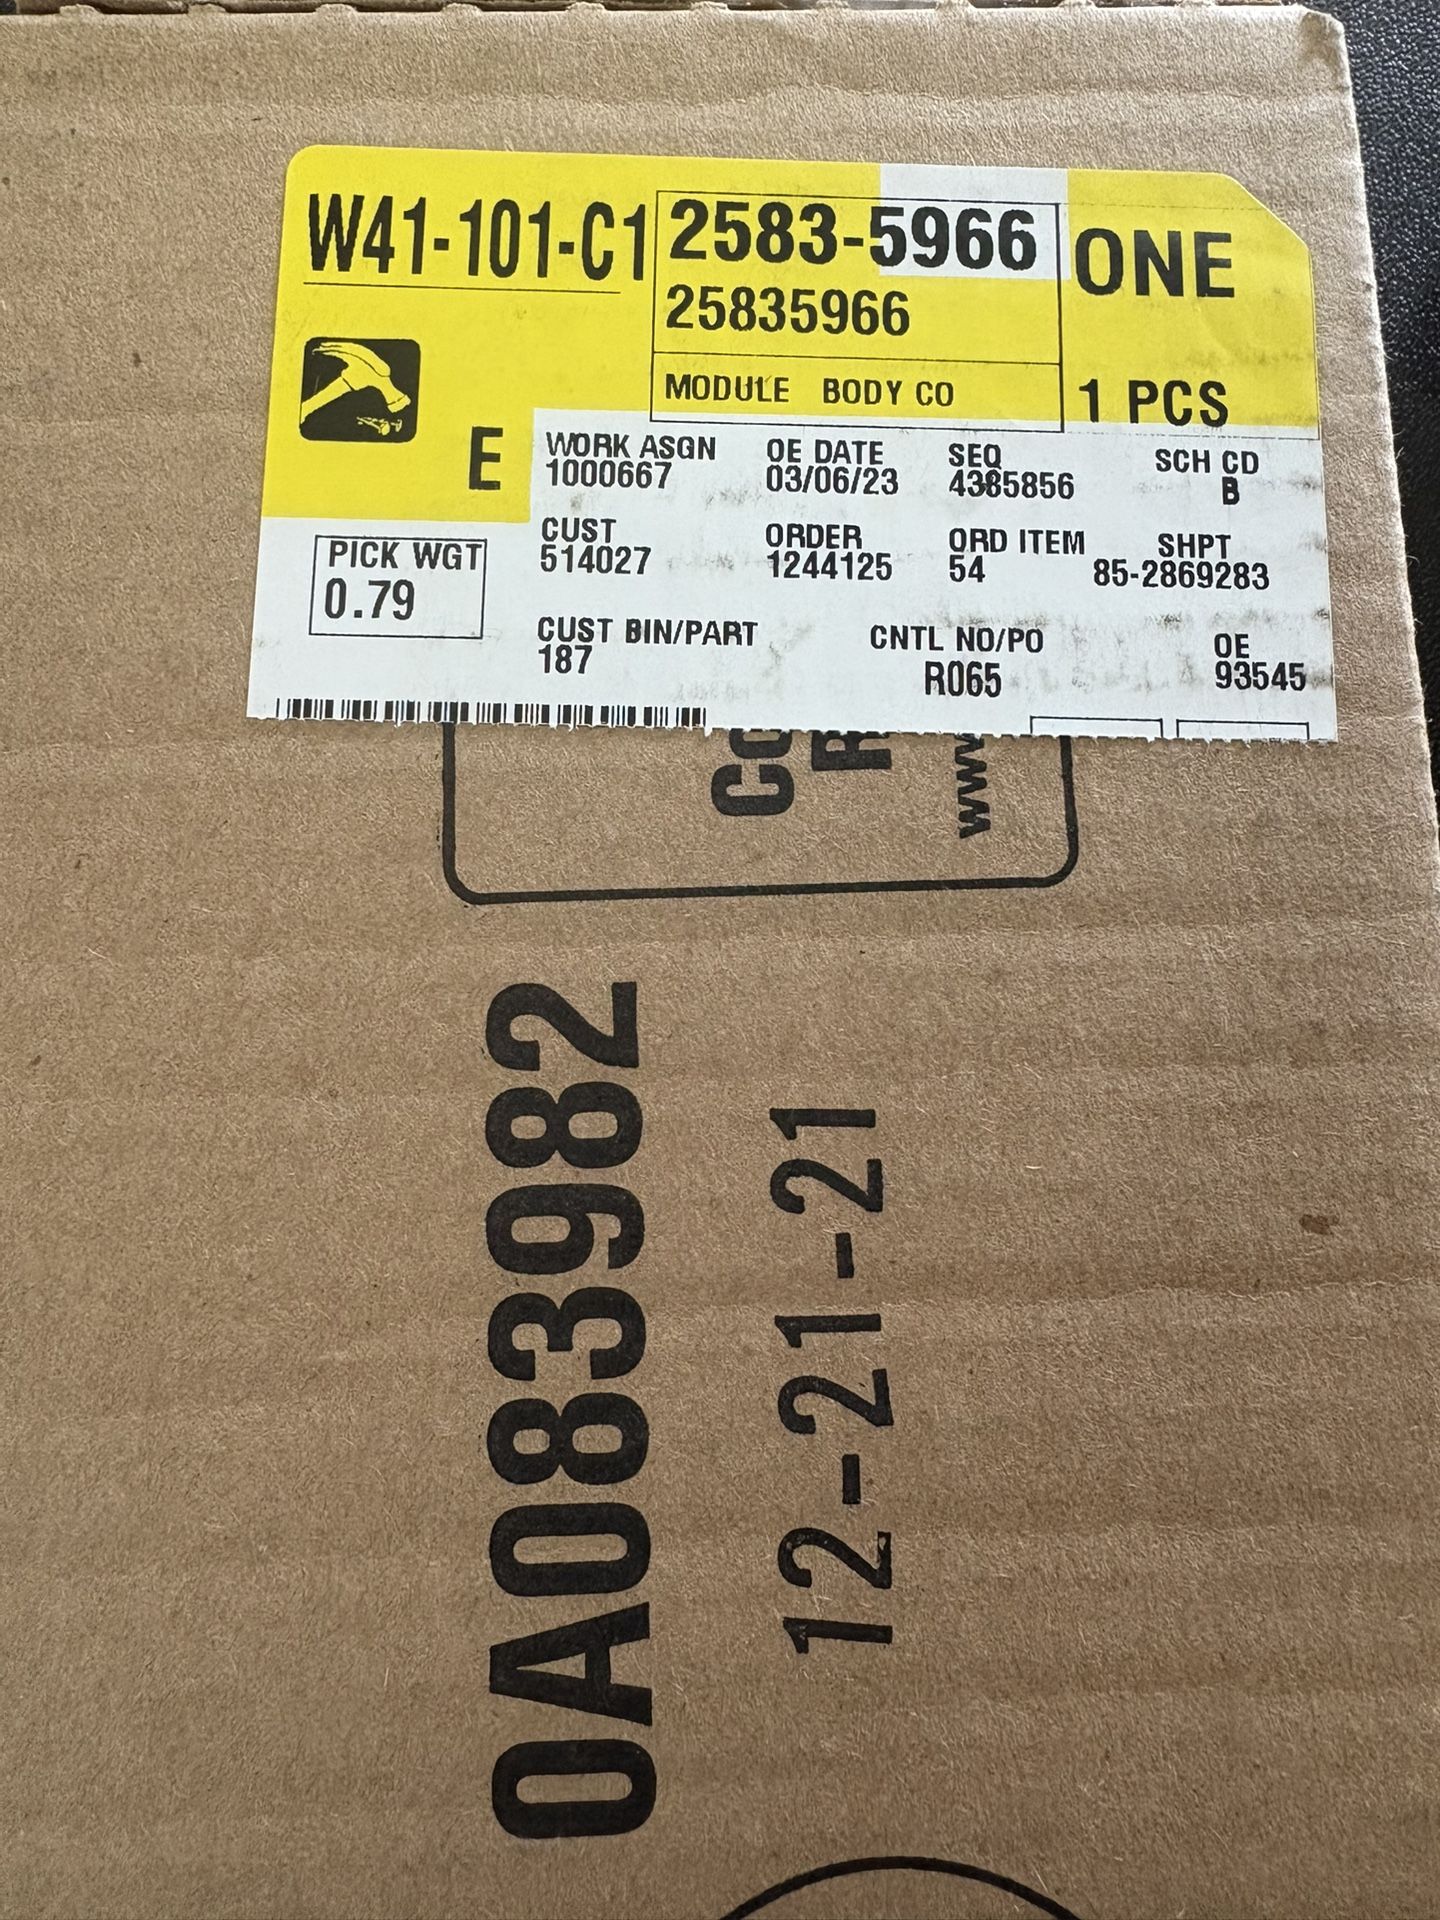 W41-101-C1
2583-5966
25835966
MODULE BODY CO
ONE
1 PCS
E
WORK ASGN
1000667
OE DATE
03/06/23
SEQ
4385856
SCH CD
B
PICK WGT
0.79
CUST
514027
ORDER
1244125
ORD ITEM
54
SHPT
85-2869283
CUST BIN/PART
187
CNTL NO/PO
R065
OE
93545
www
0A083982
12-21-21